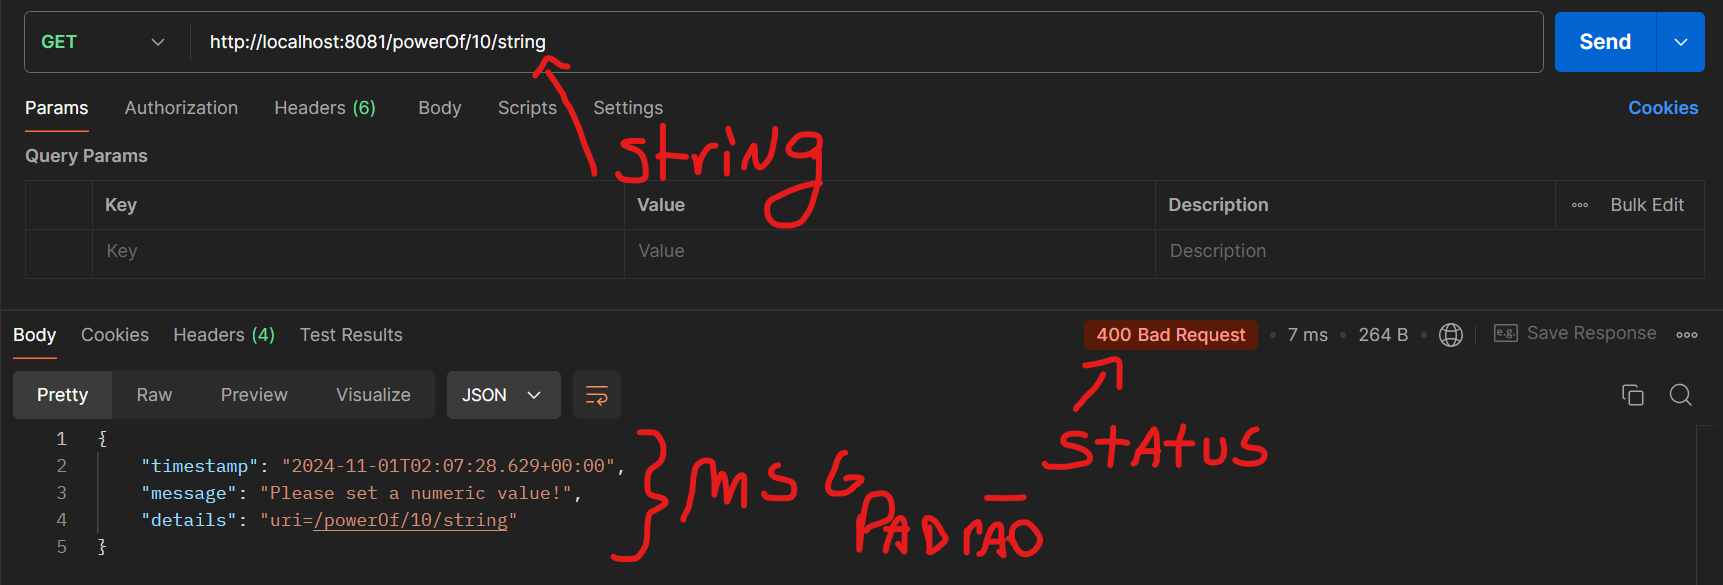 GET http://localhost:8081/powerOf/10/string Send
Params Authorization Headers (6) Body Scripts Settings Cookies
string
Query Params
Key Value Description Bulk Edit
Key Value Description
Body Cookies Headers (4) Test Results 400 Bad Request 7 ms 264 B e.g. Save Response
Pretty Raw Preview Visualize JSON
StAtuS
1 {
2 "timestamp": "2024-11-01T02:07:28.629+00:00",
3 "message": "Please set a numeric value!",
4 "details": "uri=/powerOf/10/string"
5 }
MSG
PADrÃO